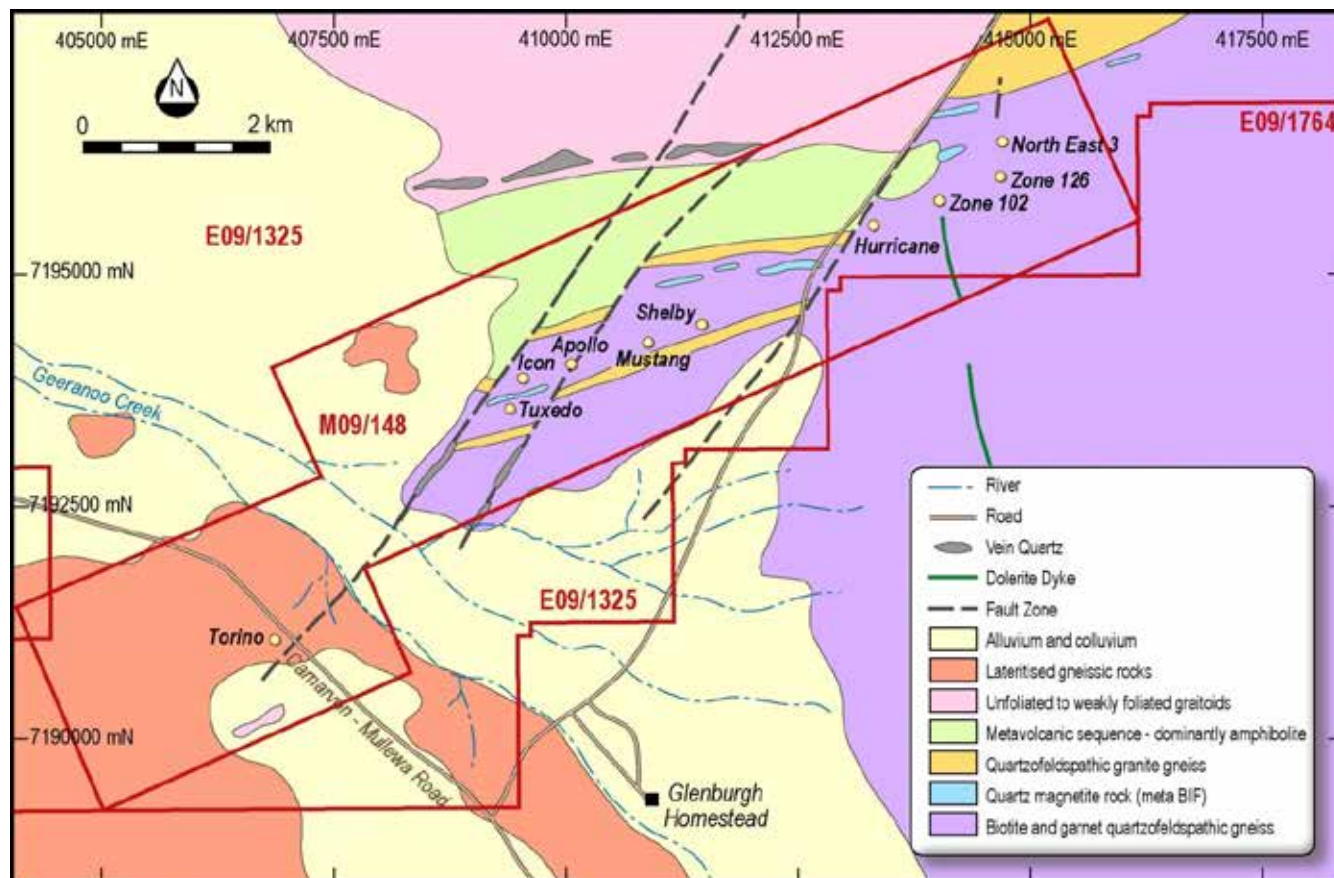 405000 mE
407500 mE
410000 mE
412500 mE
415000 mE
417500 mE
N
0
2 km
E09/1764
North East 3
Zone 126
Zone 102
E09/1325
Hurricane
7195000 mN
Shelby
Apollo
Mustang
Icon
Geeranoo Creek
Tuxedo
M09/148
7192500 mN
River
Road
Vein Quartz
Dolerite Dyke
Fault Zone
Alluvium and colluvium
Lateritised gneissic rocks
Unfoliated to weakly foliated graitoids
Metavolcanic sequence - dominantly amphibolite
Quartzofeldspathic granite gneiss
Quartz magnetite rock (meta BIF)
Biotite and garnet quartzofeldspathic gneiss
E09/1325
Torino
Carnarvon - Mullewa Road
7190000 mN
Glenburgh
Homestead